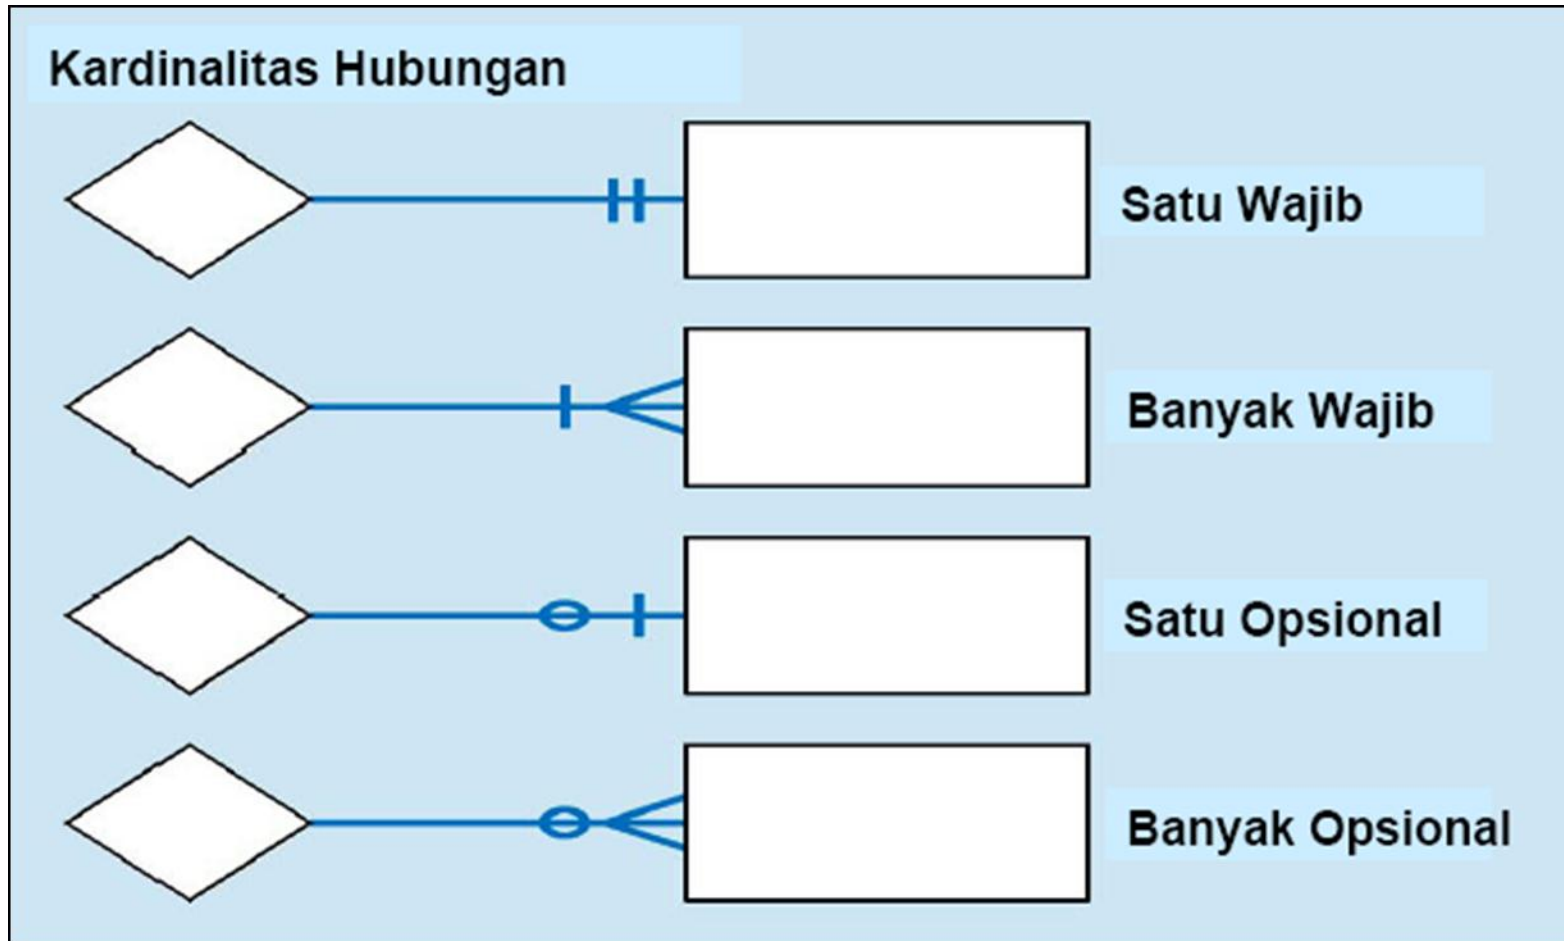 Kardinalitas Hubungan
Satu Wajib
Banyak Wajib
Satu Opsional
Banyak Opsional